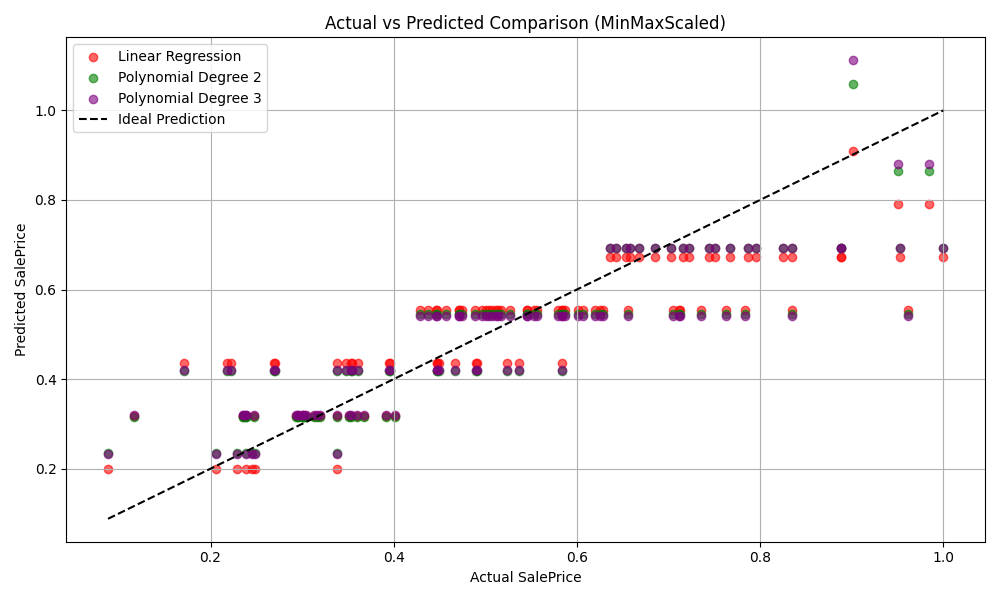 Actual vs Predicted Comparison (MinMaxScaled)
Linear Regression
Polynomial Degree 2
Polynomial Degree 3
Ideal Prediction
Predicted SalePrice
1.0
0.8
0.6
0.4
0.2
0.2 0.4 0.6 0.8 1.0
Actual SalePrice